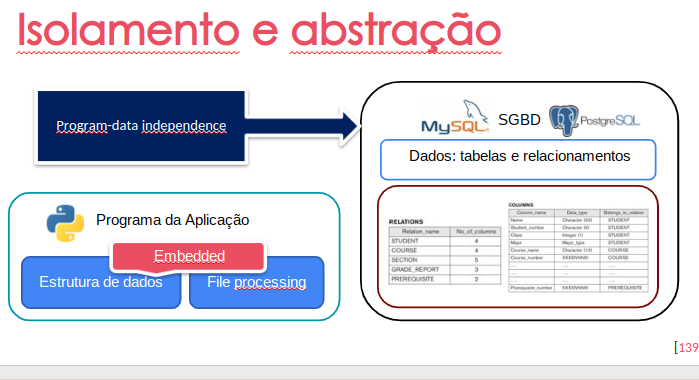 Isolamento e abstração
Program-data independence
MySQL
SGBD
PostgreSQL
Dados: tabelas e relacionamentos
Programa da Aplicação
Embedded
Estrutura de dados
File processing
RELATIONS
Relation_name No_of_columns
STUDENT 4
COURSE 4
SECTION 5
GRADE_REPORT 3
PREREQUISITE 2
COLUMNS
Column_name Data_type Belongs_to_relation
Name Character (30) STUDENT
Student_number Character (4) STUDENT
Class Integer (1) STUDENT
Major Major_type STUDENT
Course_name Character (10) COURSE
Course_number XXXXNNNN COURSE
.... .... ....
.... .... ....
.... .... ....
Prerequisite_number XXXXNNNN PREREQUISITE
[139